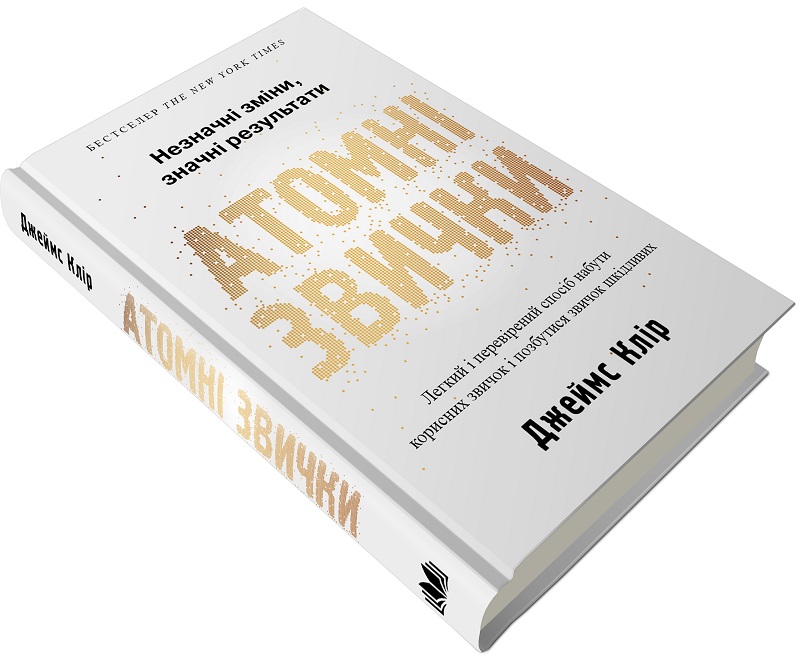 БЕСТСЕЛЕР THE NEW YORK TIMES
Незначні зміни,
значні результати
АТОМНІ
ЗВИЧКИ
Легкий і перевірений спосіб набути
корисних звичок і позбутися звичок шкідливих
Джеймс Клір
Джеймс Клір
АТОМНІ ЗВИЧКИ